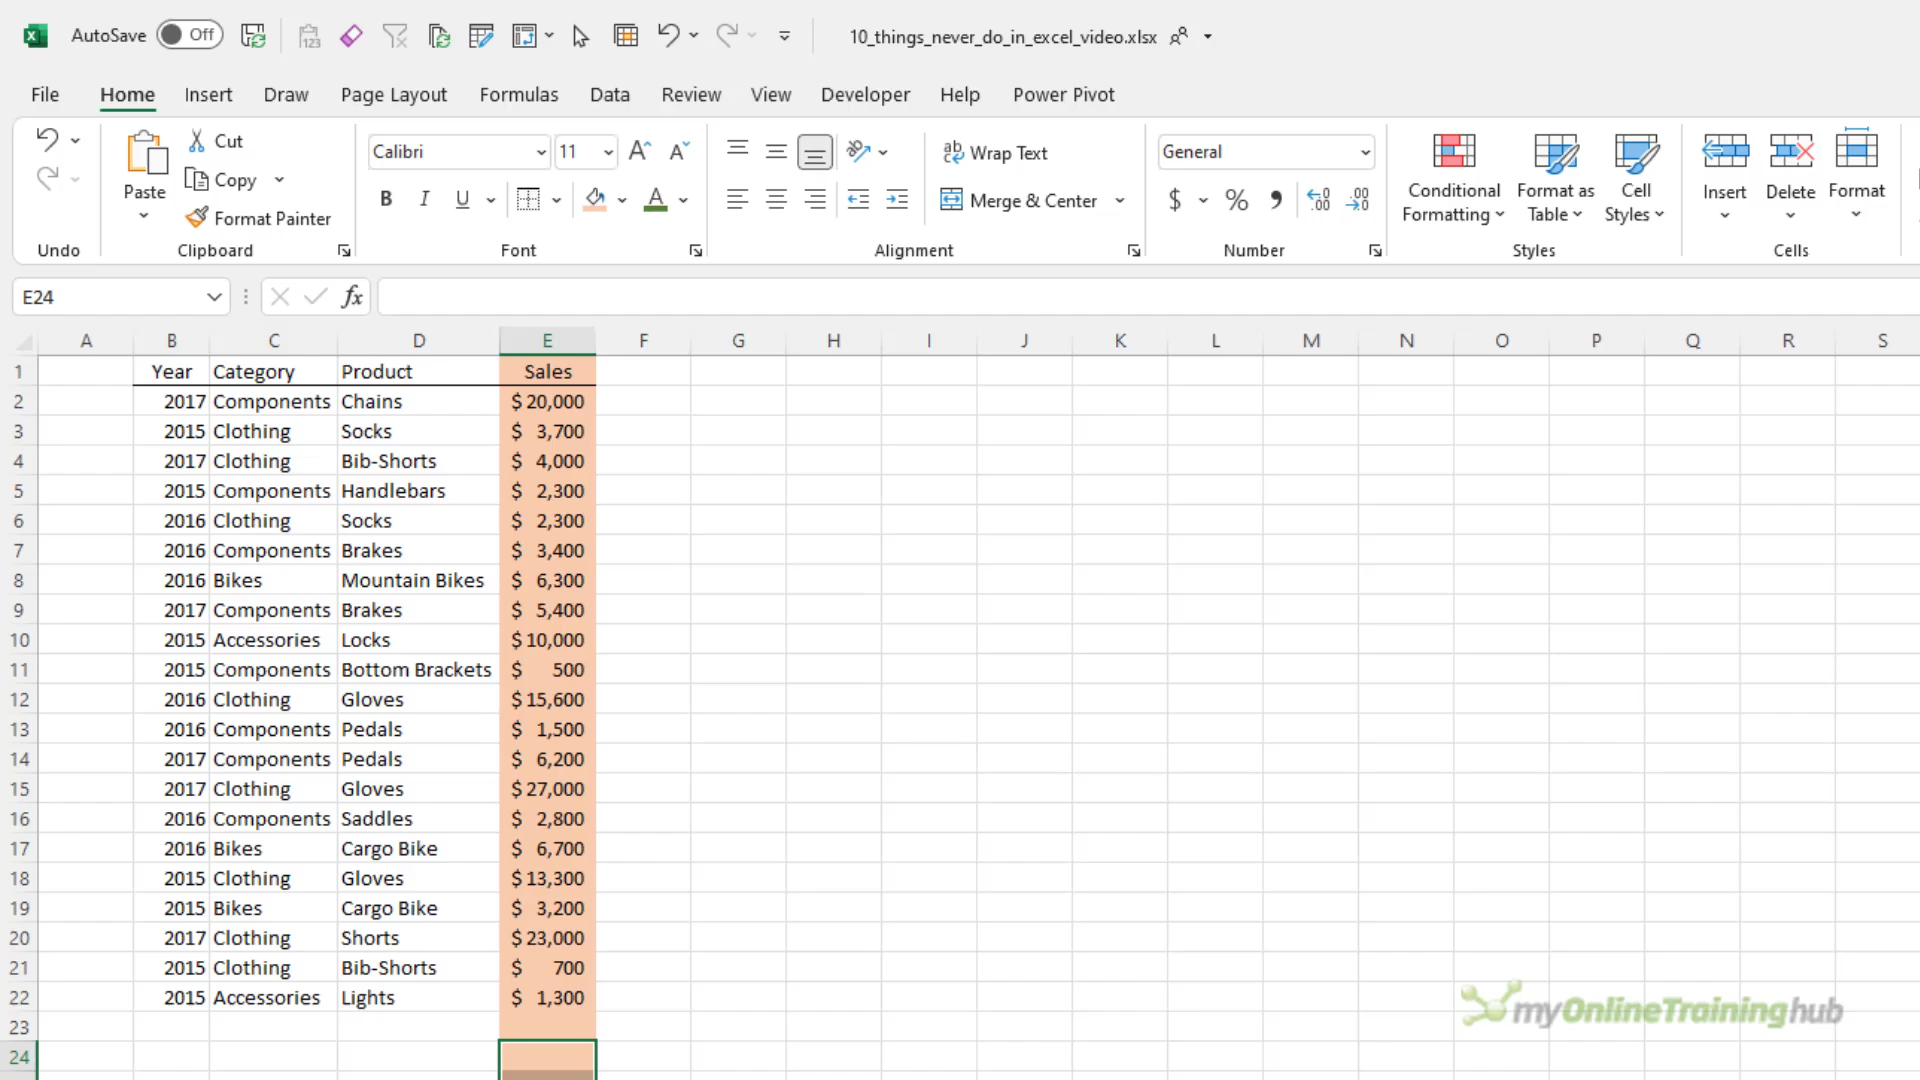 AutoSave Off 10_things_never_do_in_excel_video.xlsx
File Home Insert Draw Page Layout Formulas Data Review View Developer Help Power Pivot
Paste
Cut
Copy
Format Painter
Calibri 11
B I U A
Wrap Text
Merge & Center
General
$ % ,
Conditional Formatting
Format as Table
Cell Styles
Insert
Delete
Format
Undo Clipboard Font Alignment Number Styles Cells
E24 fx
A B C D E F G H I J K L M N O P Q R S
1 Year Category Product Sales
2 2017 Components Chains $ 20,000
3 2015 Clothing Socks $ 3,700
4 2017 Clothing Bib-Shorts $ 4,000
5 2015 Components Handlebars $ 2,300
6 2016 Clothing Socks $ 2,300
7 2016 Components Brakes $ 3,400
8 2016 Bikes Mountain Bikes $ 6,300
9 2017 Components Brakes $ 5,400
10 2015 Accessories Locks $ 10,000
11 2015 Components Bottom Brackets $ 500
12 2016 Clothing Gloves $ 15,600
13 2016 Components Pedals $ 1,500
14 2017 Components Pedals $ 6,200
15 2017 Clothing Gloves $ 27,000
16 2016 Components Saddles $ 2,800
17 2016 Bikes Cargo Bike $ 6,700
18 2015 Clothing Gloves $ 13,300
19 2015 Bikes Cargo Bike $ 3,200
20 2017 Clothing Shorts $ 23,000
21 2015 Clothing Bib-Shorts $ 700
22 2015 Accessories Lights $ 1,300
23
24
myOnlineTraininghub